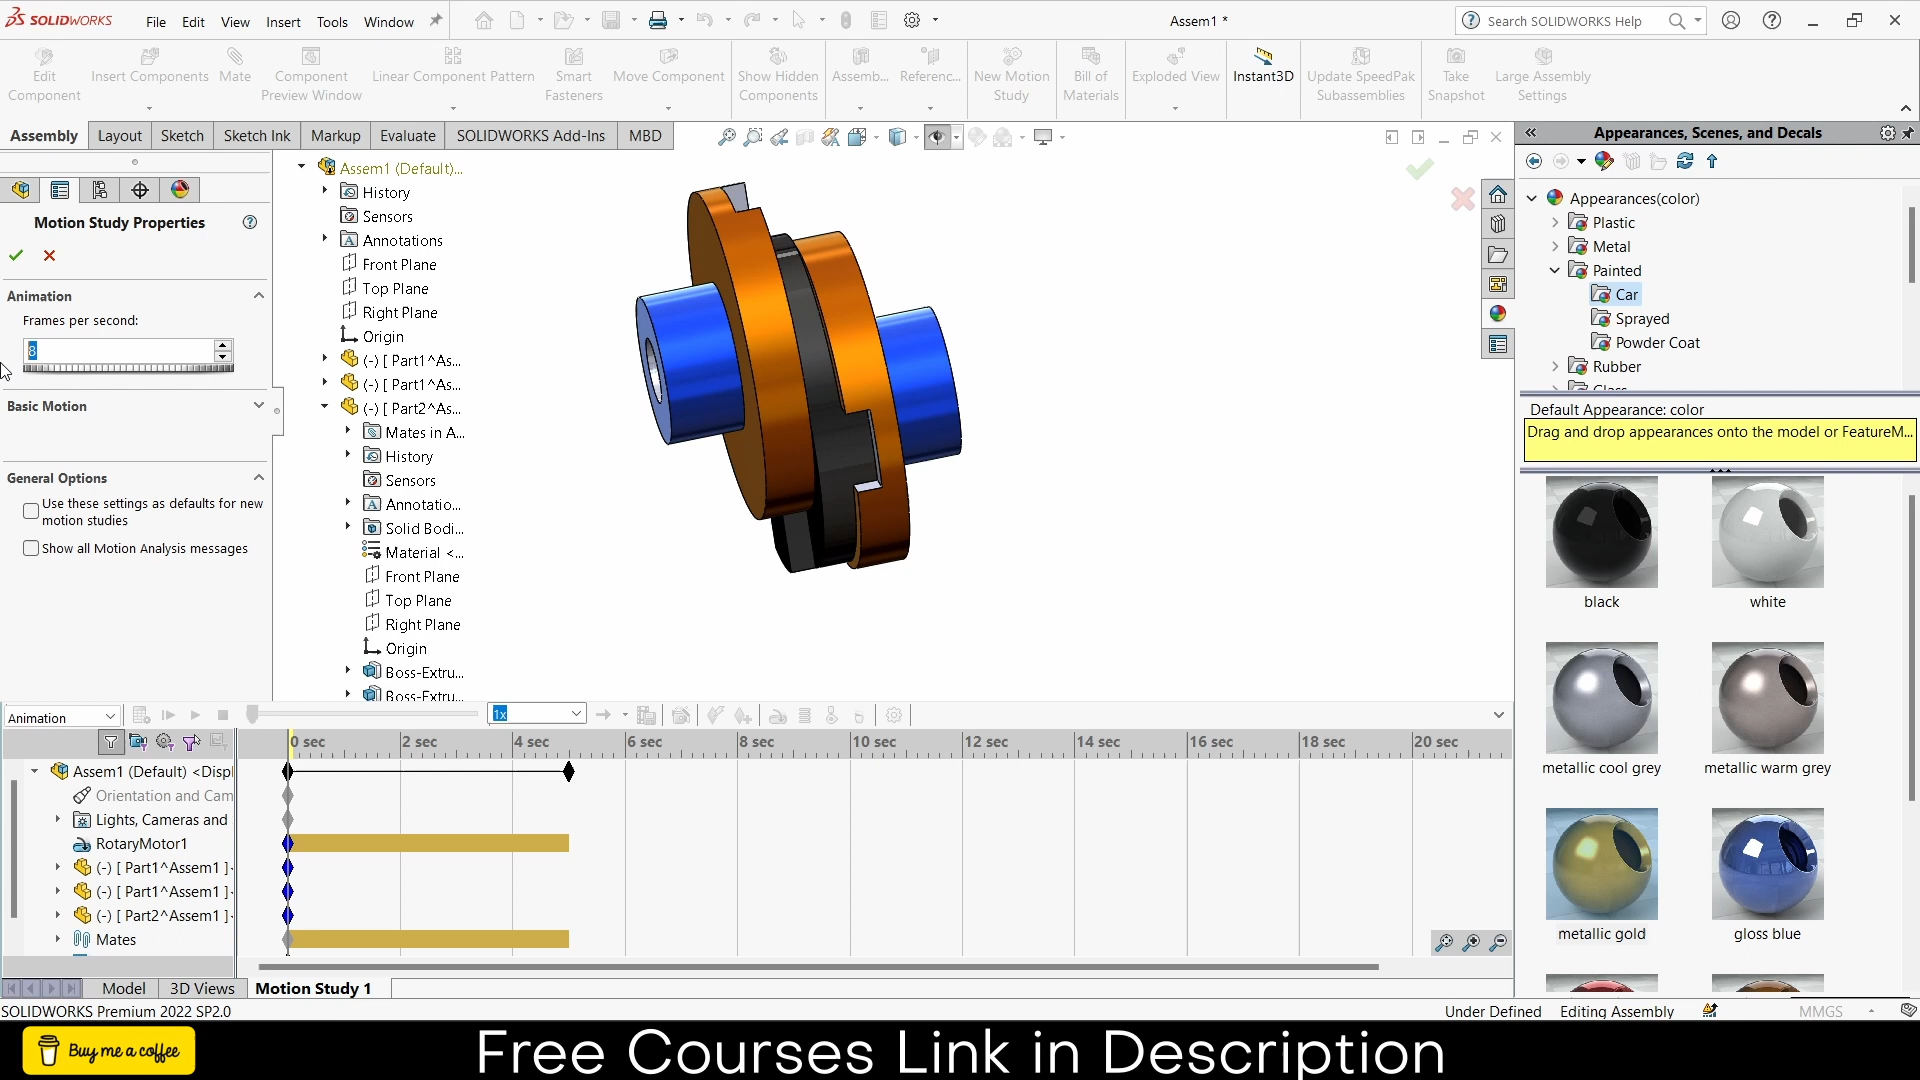 SOLIDWORKS
File
Edit
View
Insert
Tools
Window
Assem1 *
Search SOLIDWORKS Help
Edit
Component
Insert Components
Mate
Component
Preview Window
Linear Component Pattern
Smart
Fasteners
Move Component
Show Hidden
Components
Assemb...
Referenc...
New Motion
Study
Bill of
Materials
Exploded View
Instant3D
Update SpeedPak
Subassemblies
Take
Snapshot
Large Assembly
Settings
Assembly
Layout
Sketch
Sketch Ink
Markup
Evaluate
SOLIDWORKS Add-Ins
MBD
Motion Study Properties
Animation
Frames per second:
8
Basic Motion
General Options
Use these settings as defaults for new
motion studies
Show all Motion Analysis messages
Assem1 (Default)...
History
Sensors
Annotations
Front Plane
Top Plane
Right Plane
Origin
(-) [ Part1^As...
(-) [ Part1^As...
(-) [ Part2^As...
Mates in A...
History
Sensors
Annotatio...
Solid Bodi...
Material <...
Front Plane
Top Plane
Right Plane
Origin
Boss-Extru...
Boss-Extru...
Appearances, Scenes, and Decals
Appearances(color)
Plastic
Metal
Painted
Car
Sprayed
Powder Coat
Rubber
Glass
Default Appearance: color
Drag and drop appearances onto the model or FeatureM...
black
white
metallic cool grey
metallic warm grey
metallic gold
gloss blue
Animation
1x
0 sec
2 sec
4 sec
6 sec
8 sec
10 sec
12 sec
14 sec
16 sec
18 sec
20 sec
Assem1 (Default) <Displ
Orientation and Cam
Lights, Cameras and
RotaryMotor1
(-) [ Part1^Assem1 ]
(-) [ Part1^Assem1 ]
(-) [ Part2^Assem1 ]
Mates
Model
3D Views
Motion Study 1
SOLIDWORKS Premium 2022 SP2.0
Under Defined
Editing Assembly
MMGS
Buy me a coffee
Free Courses Link in Description